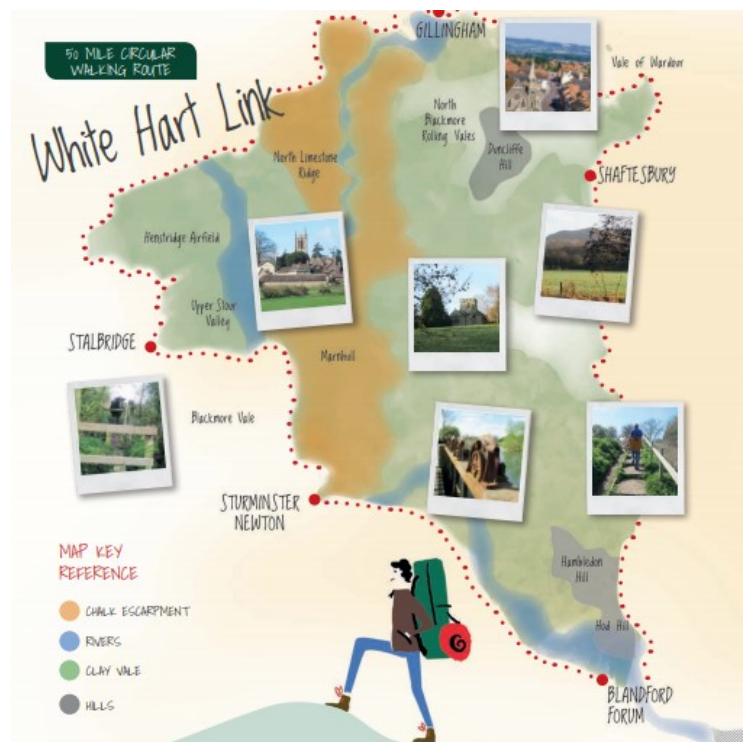 50 MILE CIRCULAR
WALKING ROUTE
White Hart Link
GILLINGHAM
Vale of Wardour
North
Blackmore
Rolling Vales
Duncliffe
Hill
SHAFTESBURY
North Limestone
Ridge
Henstridge Airfield
Upper Stour
Valley
STALBRIDGE
Marnhull
Blackmore Vale
STURMINSTER
NEWTON
Hambledon
Hill
Hod Hill
BLANDFORD
FORUM
MAP KEY
REFERENCE
CHALK ESCARPMENT
RIVERS
CLAY VALE
HILLS